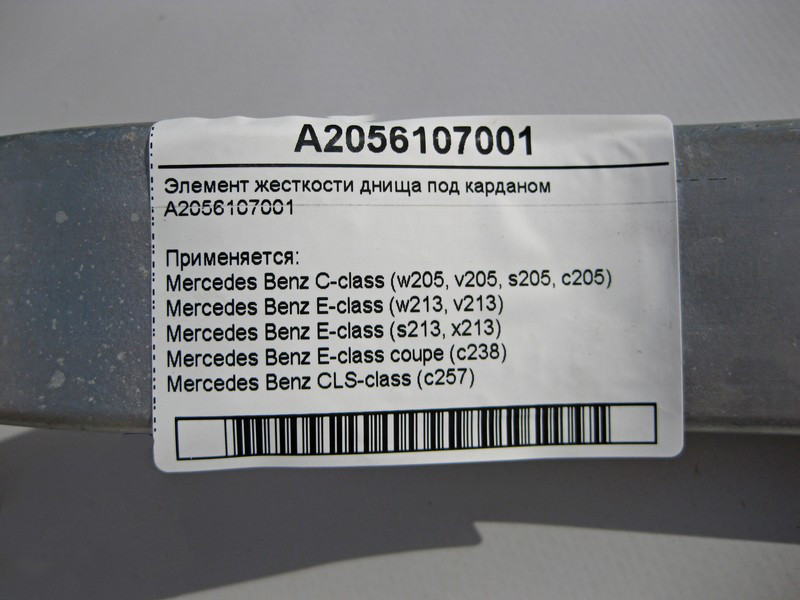 A2056107001
Элемент жесткости днища под карданом
A2056107001
Применяется:
Mercedes Benz C-class (w205, v205, s205, c205)
Mercedes Benz E-class (w213, v213)
Mercedes Benz E-class (s213, x213)
Mercedes Benz E-class coupe (c238)
Mercedes Benz CLS-class (c257)